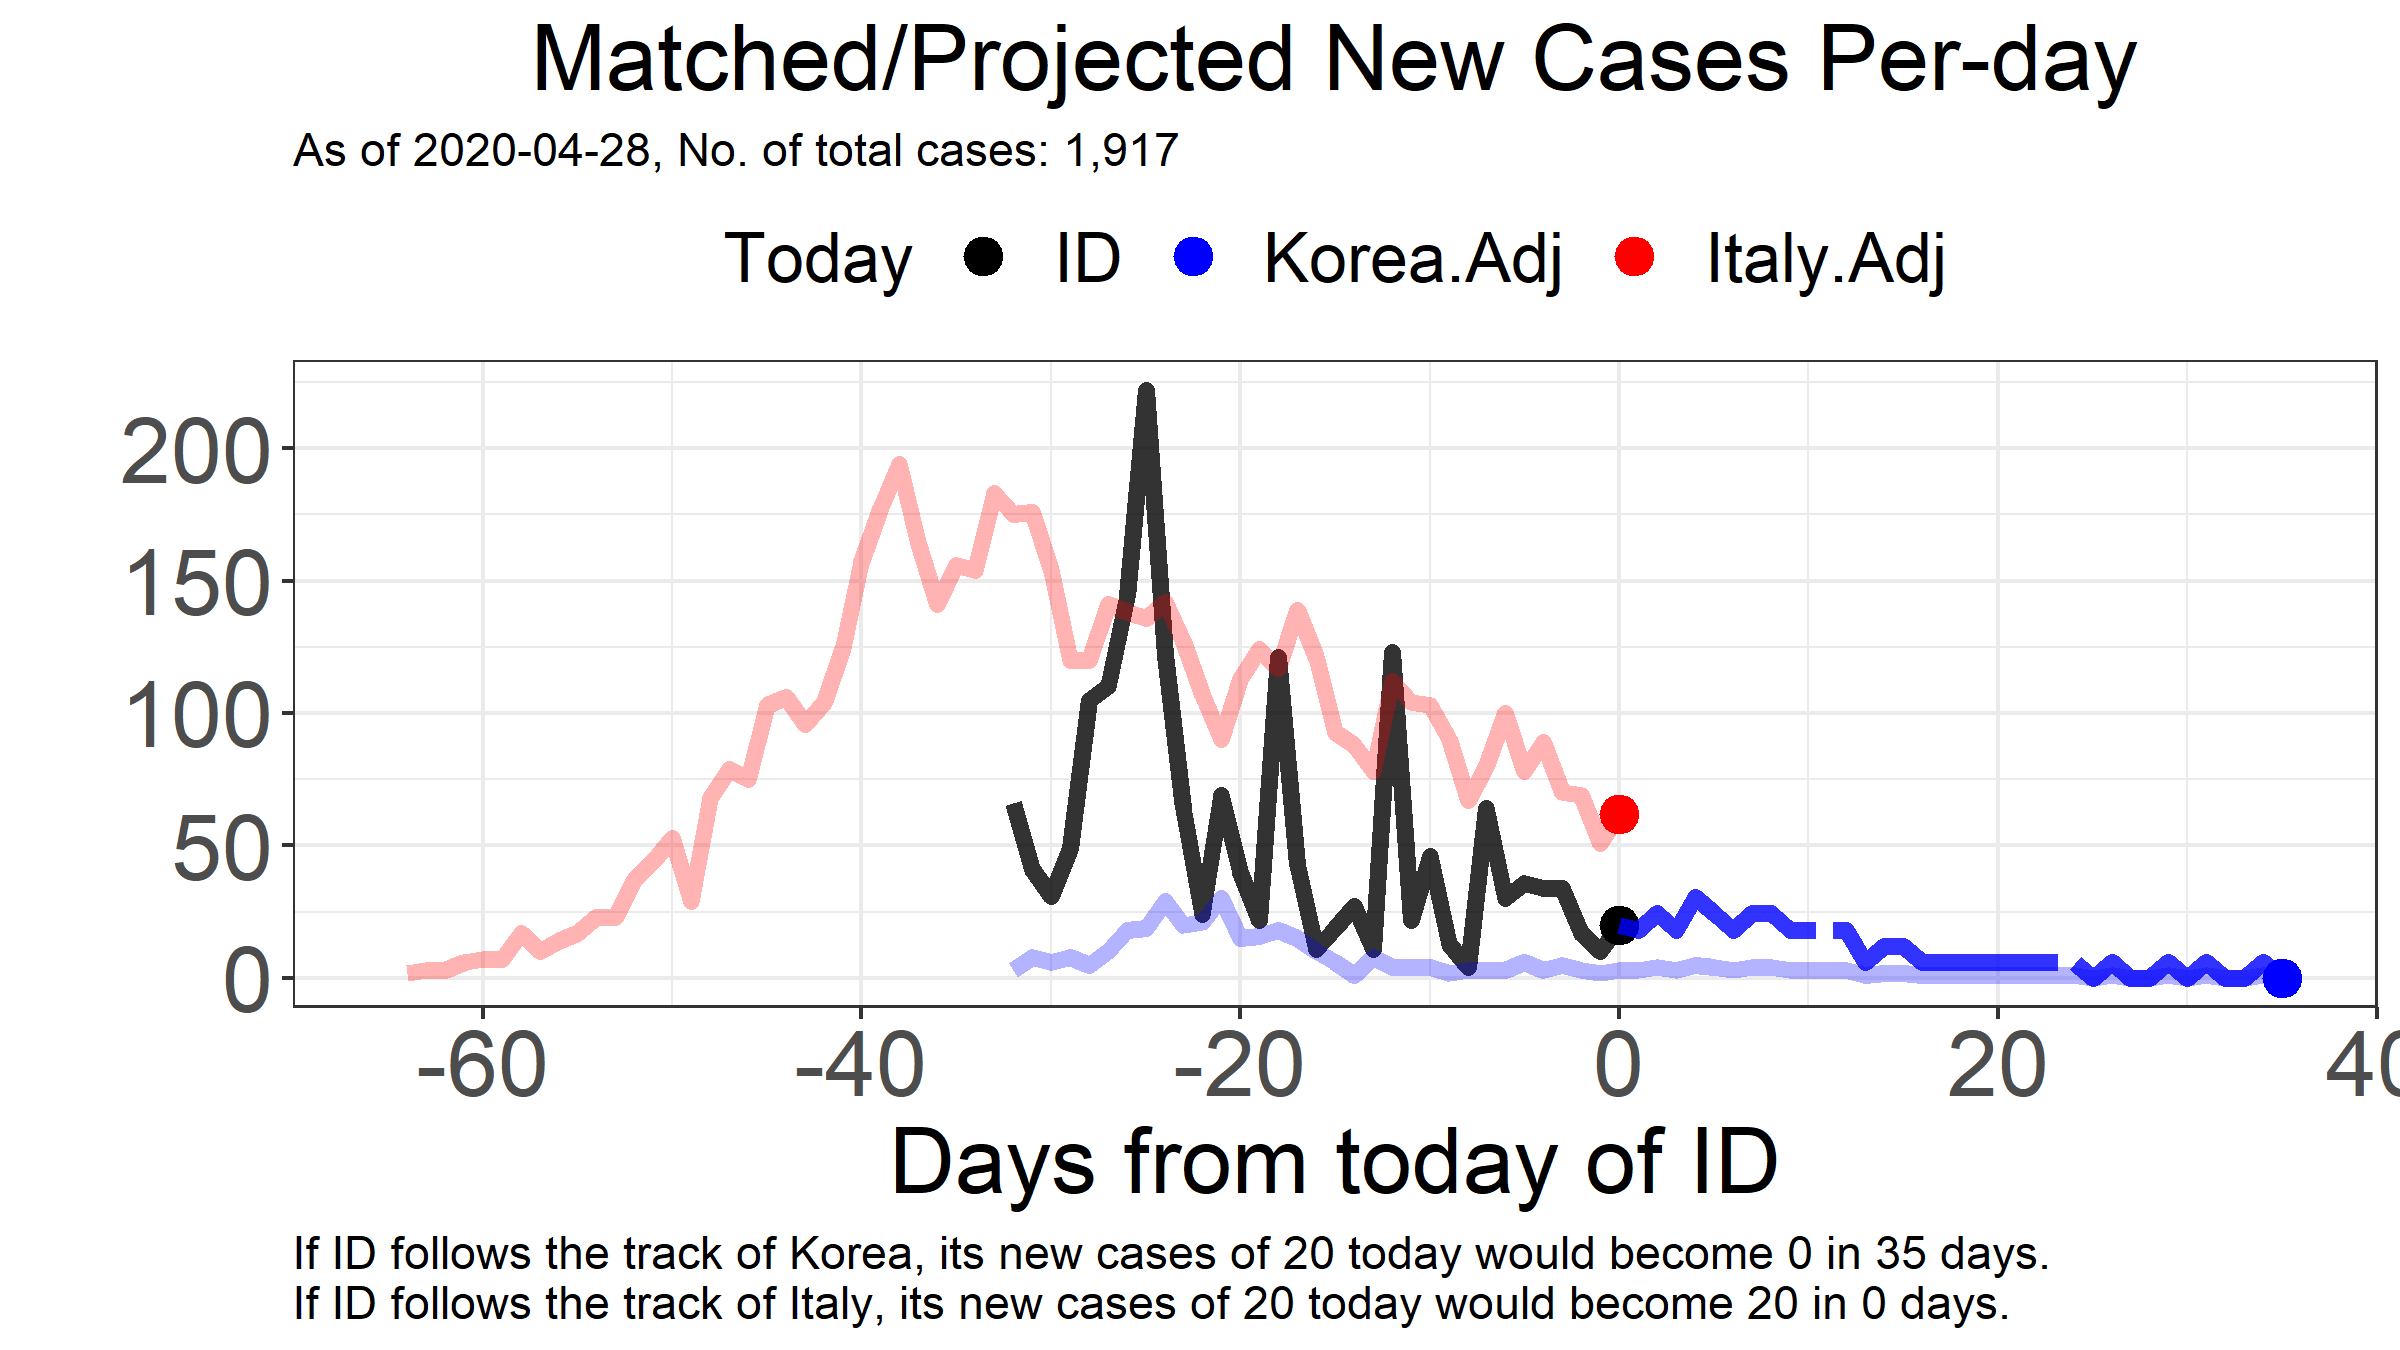 Matched/Projected New Cases Per-day
As of 2020-04-28, No. of total cases: 1,917
Today ID Korea.Adj Italy.Adj
200
150
100
50
0
-60 -40 -20 0 20 40
Days from today of ID
If ID follows the track of Korea, its new cases of 20 today would become 0 in 35 days.
If ID follows the track of Italy, its new cases of 20 today would become 20 in 0 days.